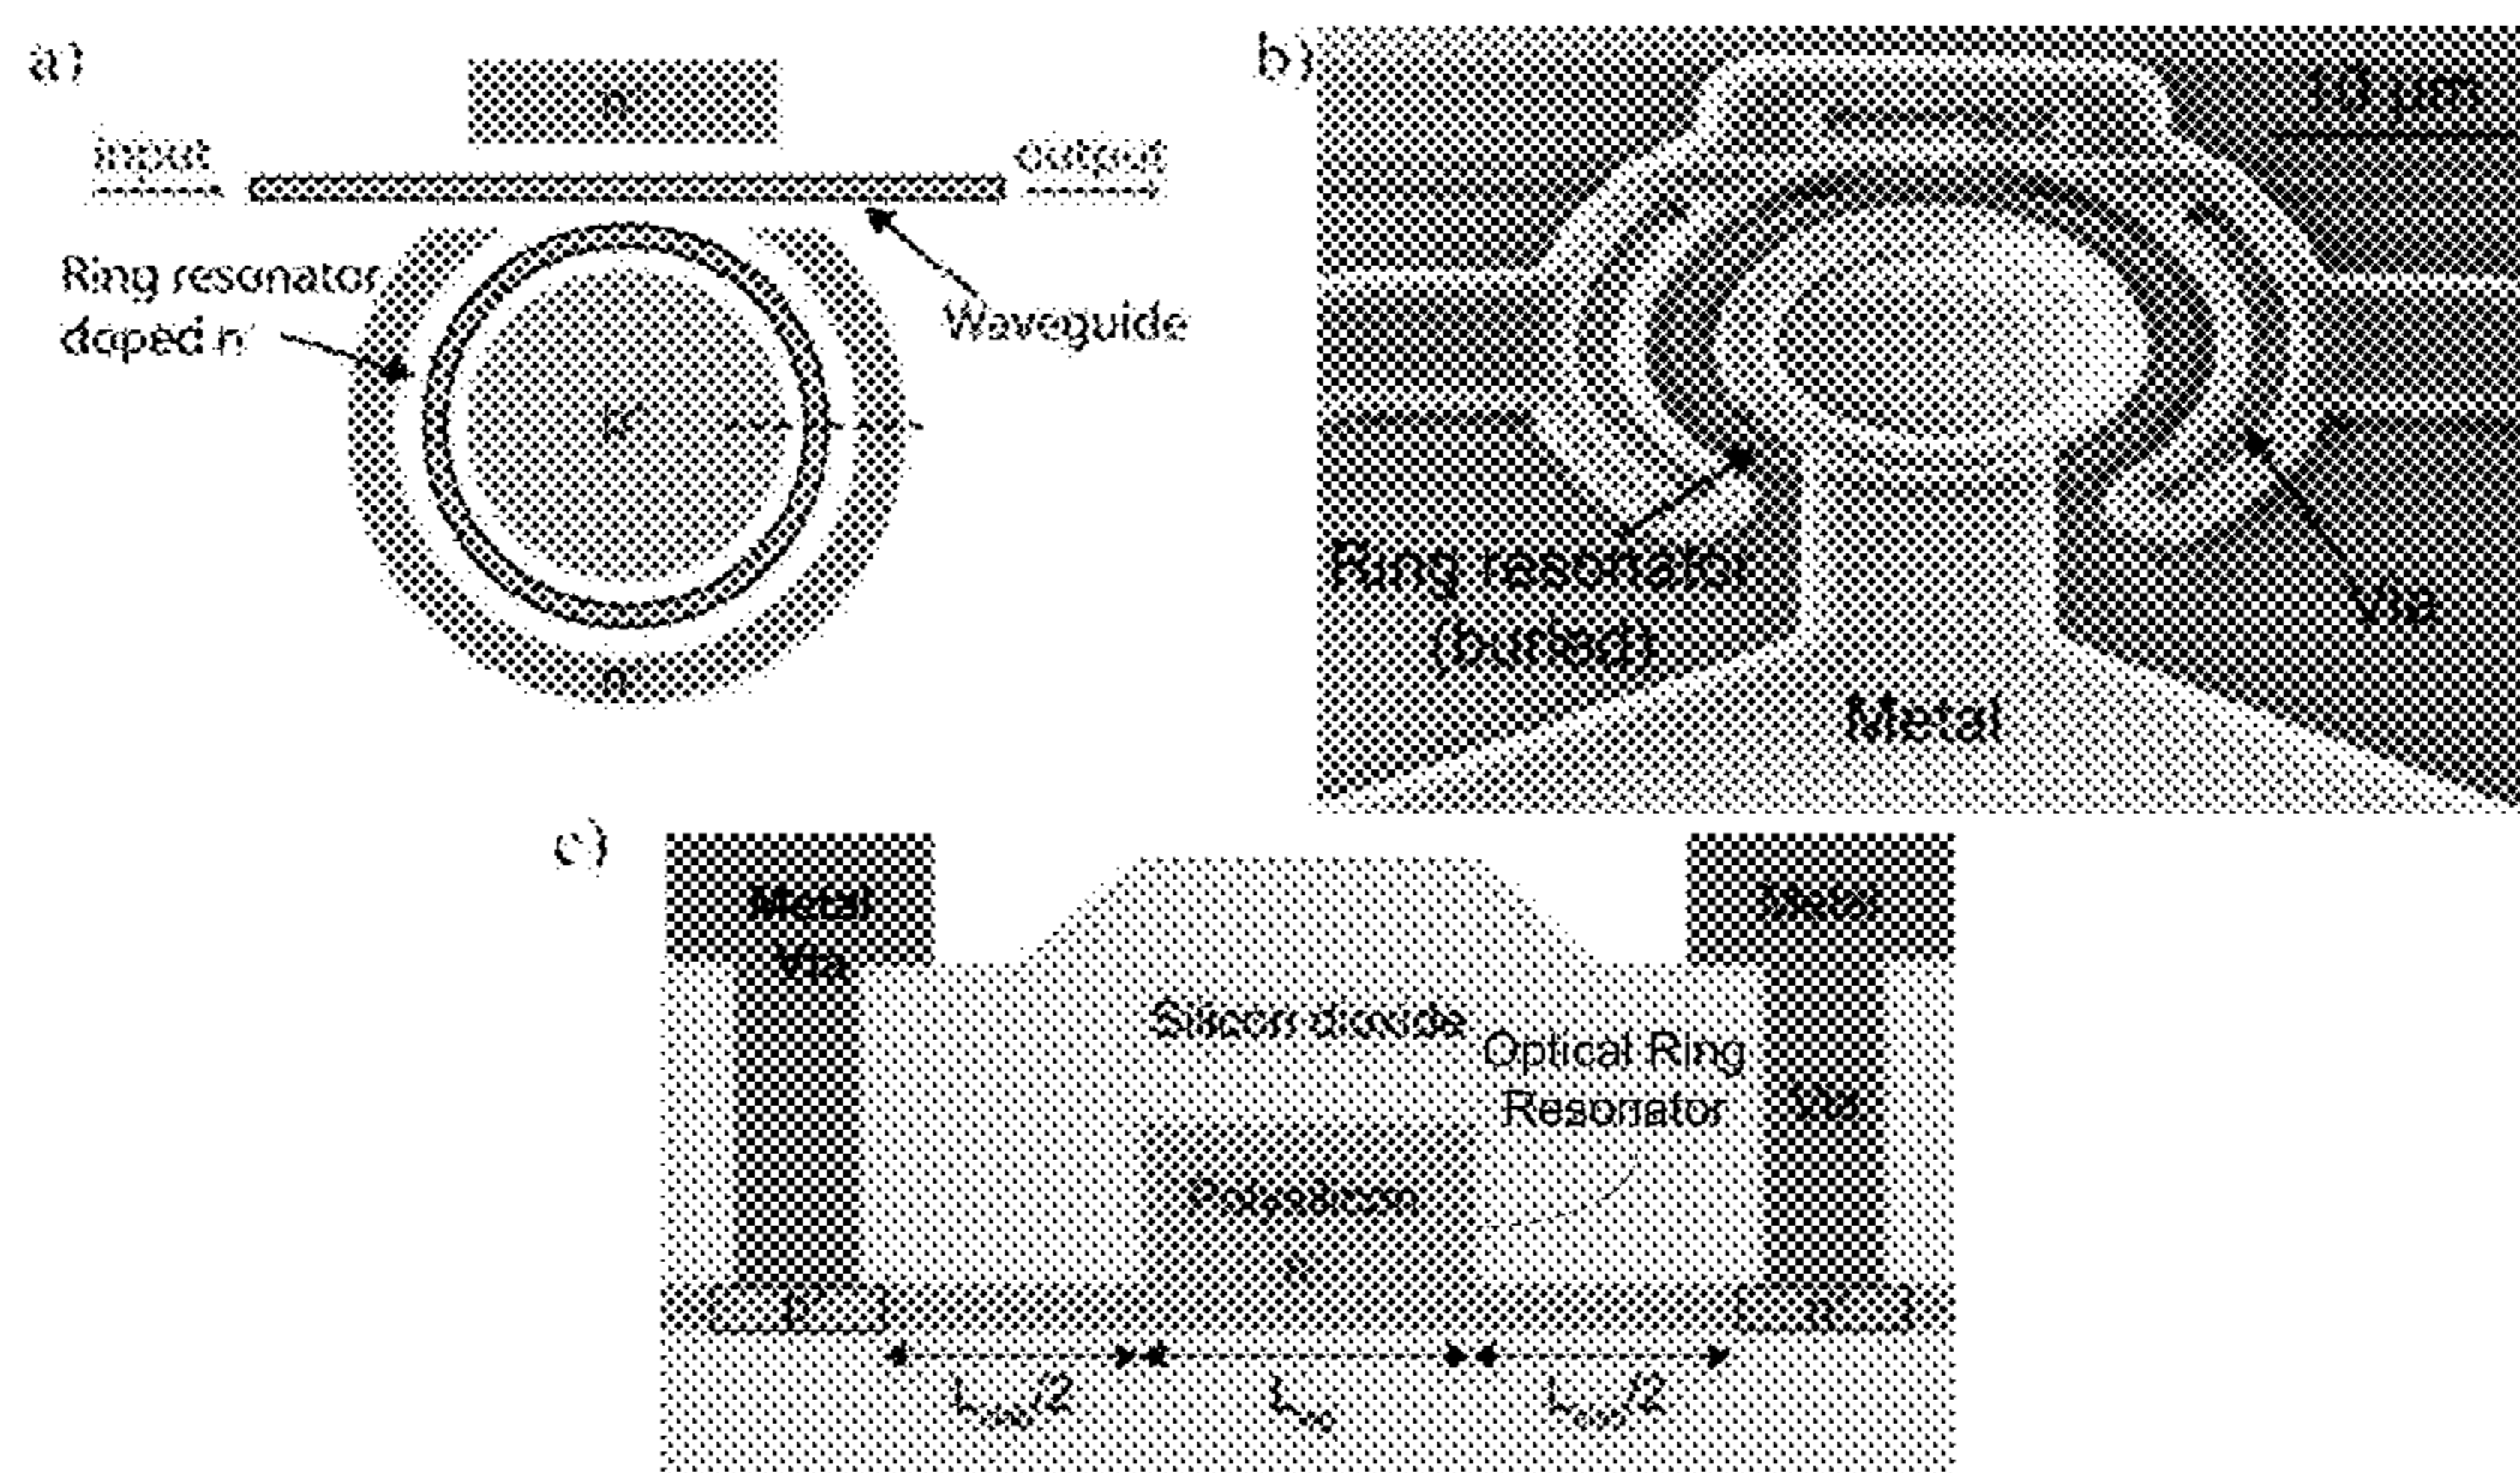 a)
n
input
output
Ring resonator
doped n
Waveguide
p
n
b)
10 μm
Ring resonator
(buried)
Via
Metal
c)
Metal
Via
Metal
Silicon dioxide
Optical Ring
Resonator
Via
Polysilicon
p
n